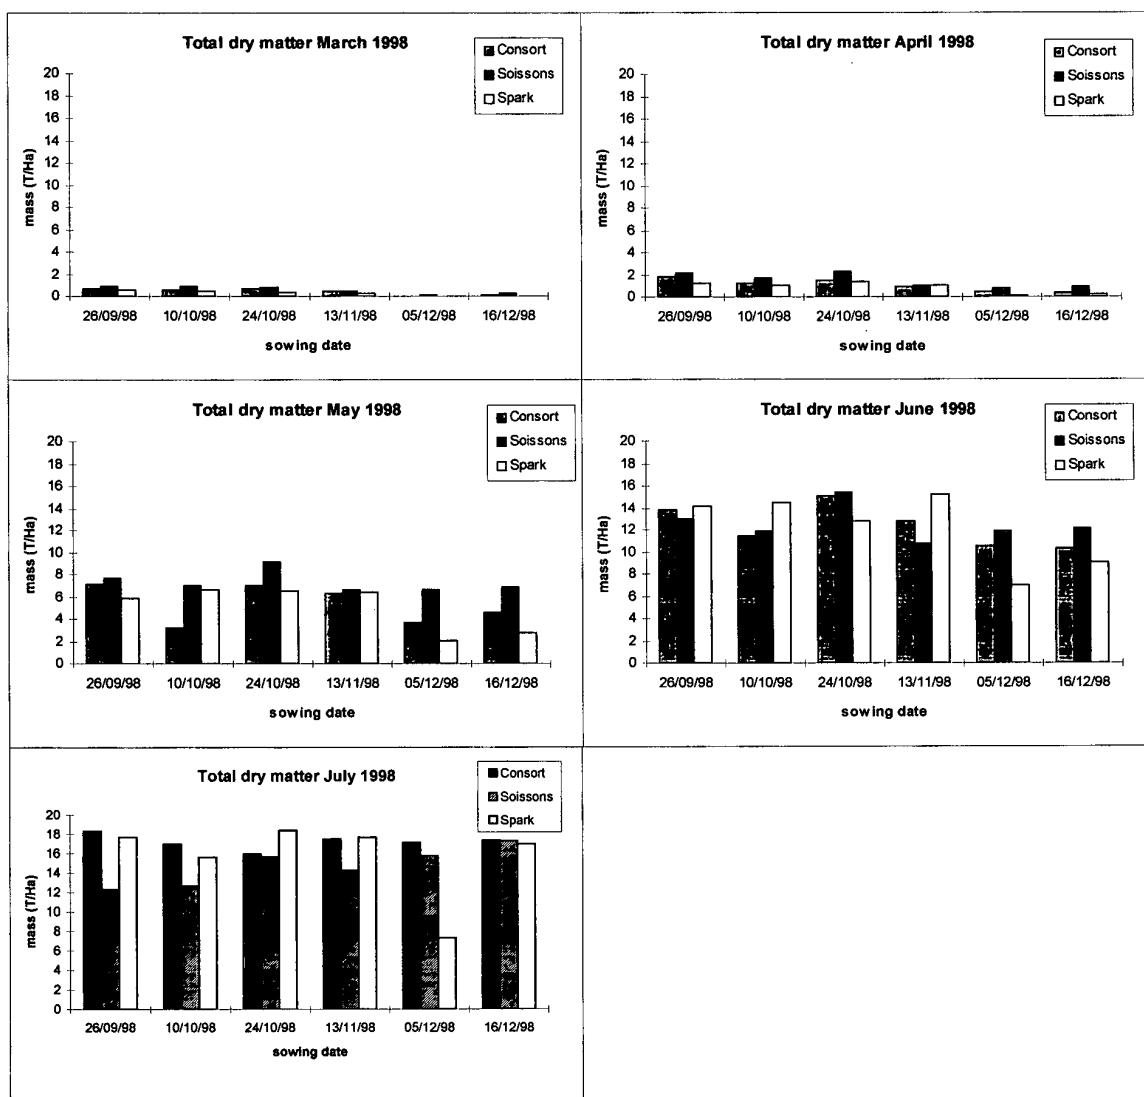 Total dry matter March 1998
Consort
Soissons
Spark
20
18
16
14
12
10
8
6
4
2
0
mass (T/Ha)
26/09/98 10/10/98 24/10/98 13/11/98 05/12/98 16/12/98
sowing date
Total dry matter April 1998
Consort
Soissons
Spark
20
18
16
14
12
10
8
6
4
2
0
mass (T/Ha)
26/09/98 10/10/98 24/10/98 13/11/98 05/12/98 16/12/98
sowing date
Total dry matter May 1998
Consort
Soissons
Spark
20
18
16
14
12
10
8
6
4
2
0
mass (T/Ha)
26/09/98 10/10/98 24/10/98 13/11/98 05/12/98 16/12/98
sowing date
Total dry matter June 1998
Consort
Soissons
Spark
20
18
16
14
12
10
8
6
4
2
0
mass (T/Ha)
26/09/98 10/10/98 24/10/98 13/11/98 05/12/98 16/12/98
sowing date
Total dry matter July 1998
Consort
Soissons
Spark
20
18
16
14
12
10
8
6
4
2
0
mass (T/Ha)
26/09/98 10/10/98 24/10/98 13/11/98 05/12/98 16/12/98
sowing date